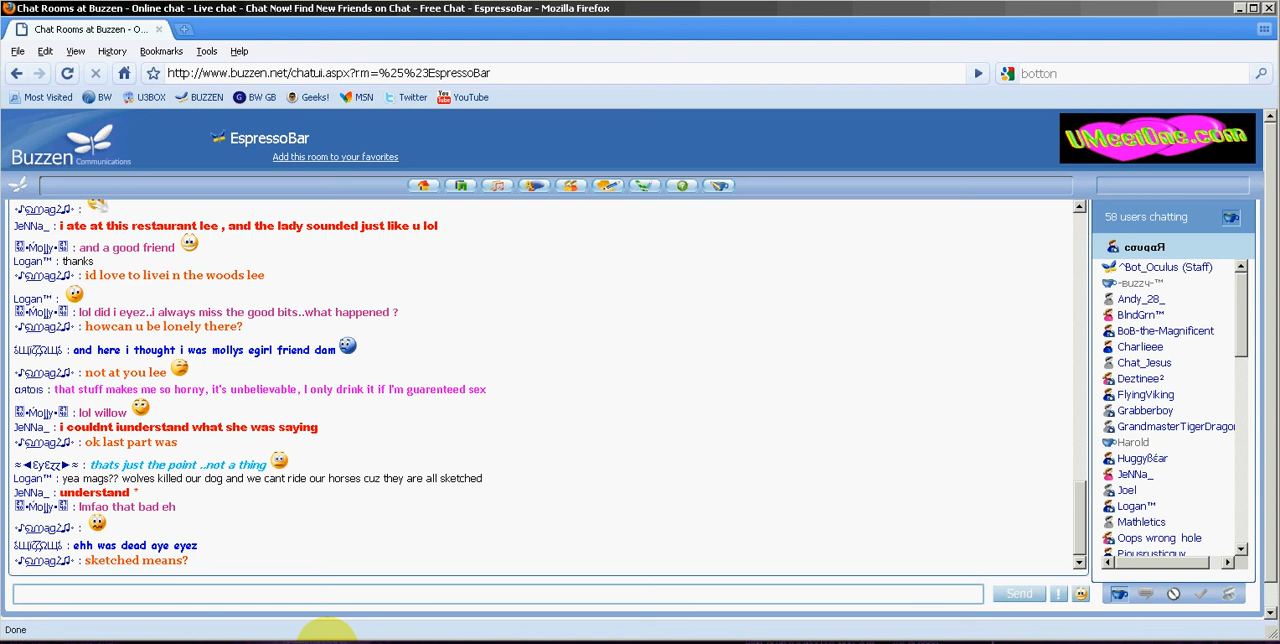 Chat Rooms at Buzzen - Online chat - Live chat - Chat Now! Find New Friends on Chat - Free Chat - EspressoBar - Mozilla Firefox
Chat Rooms at Buzzen - O...
File Edit View History Bookmarks Tools Help
http://www.buzzen.net/chatui.aspx?rm=%25%23EspressoBar
botton
Most Visited BW U3BOX BUZZEN BW GB Geeks! MSN Twitter YouTube
Buzzen Communications
EspressoBar
Add this room to your favorites
UMeetOne.com
58 users chatting
JeNNa_ : i ate at this restaurant lee , and the lady sounded just like u lol
: and a good friend
Logan™ : thanks
: id love to livei n the woods lee
Logan™ :
: lol did i eyez..i always miss the good bits..what happened ?
: howcan u be lonely there?
: and here i thought i was mollys egirl friend dam
: not at you lee
: that stuff makes me so horny, it's unbelievable, I only drink it if I'm guarenteed sex
: lol willow
JeNNa_ : i couldnt iunderstand what she was saying
: ok last part was
: thats just the point ..not a thing
Logan™ : yea mags?? wolves killed our dog and we cant ride our horses cuz they are all sketched
JeNNa_ : understand *
: lmfao that bad eh
: ehh was dead aye eyez
: sketched means?
^Bot_Oculus (Staff)
-BUZZY-™
Andy_28_
BlndGrn™
BoB-the-Magnificent
Charlieee
Chat_Jesus
Deztinee²
FlyingViking
Grabberboy
GrandmasterTigerDragor
Harold
Huggyßéar
JeNNa_
Joel
Logan™
Mathletics
Oops wrong hole
Piousrusticguy
Send
!
Done